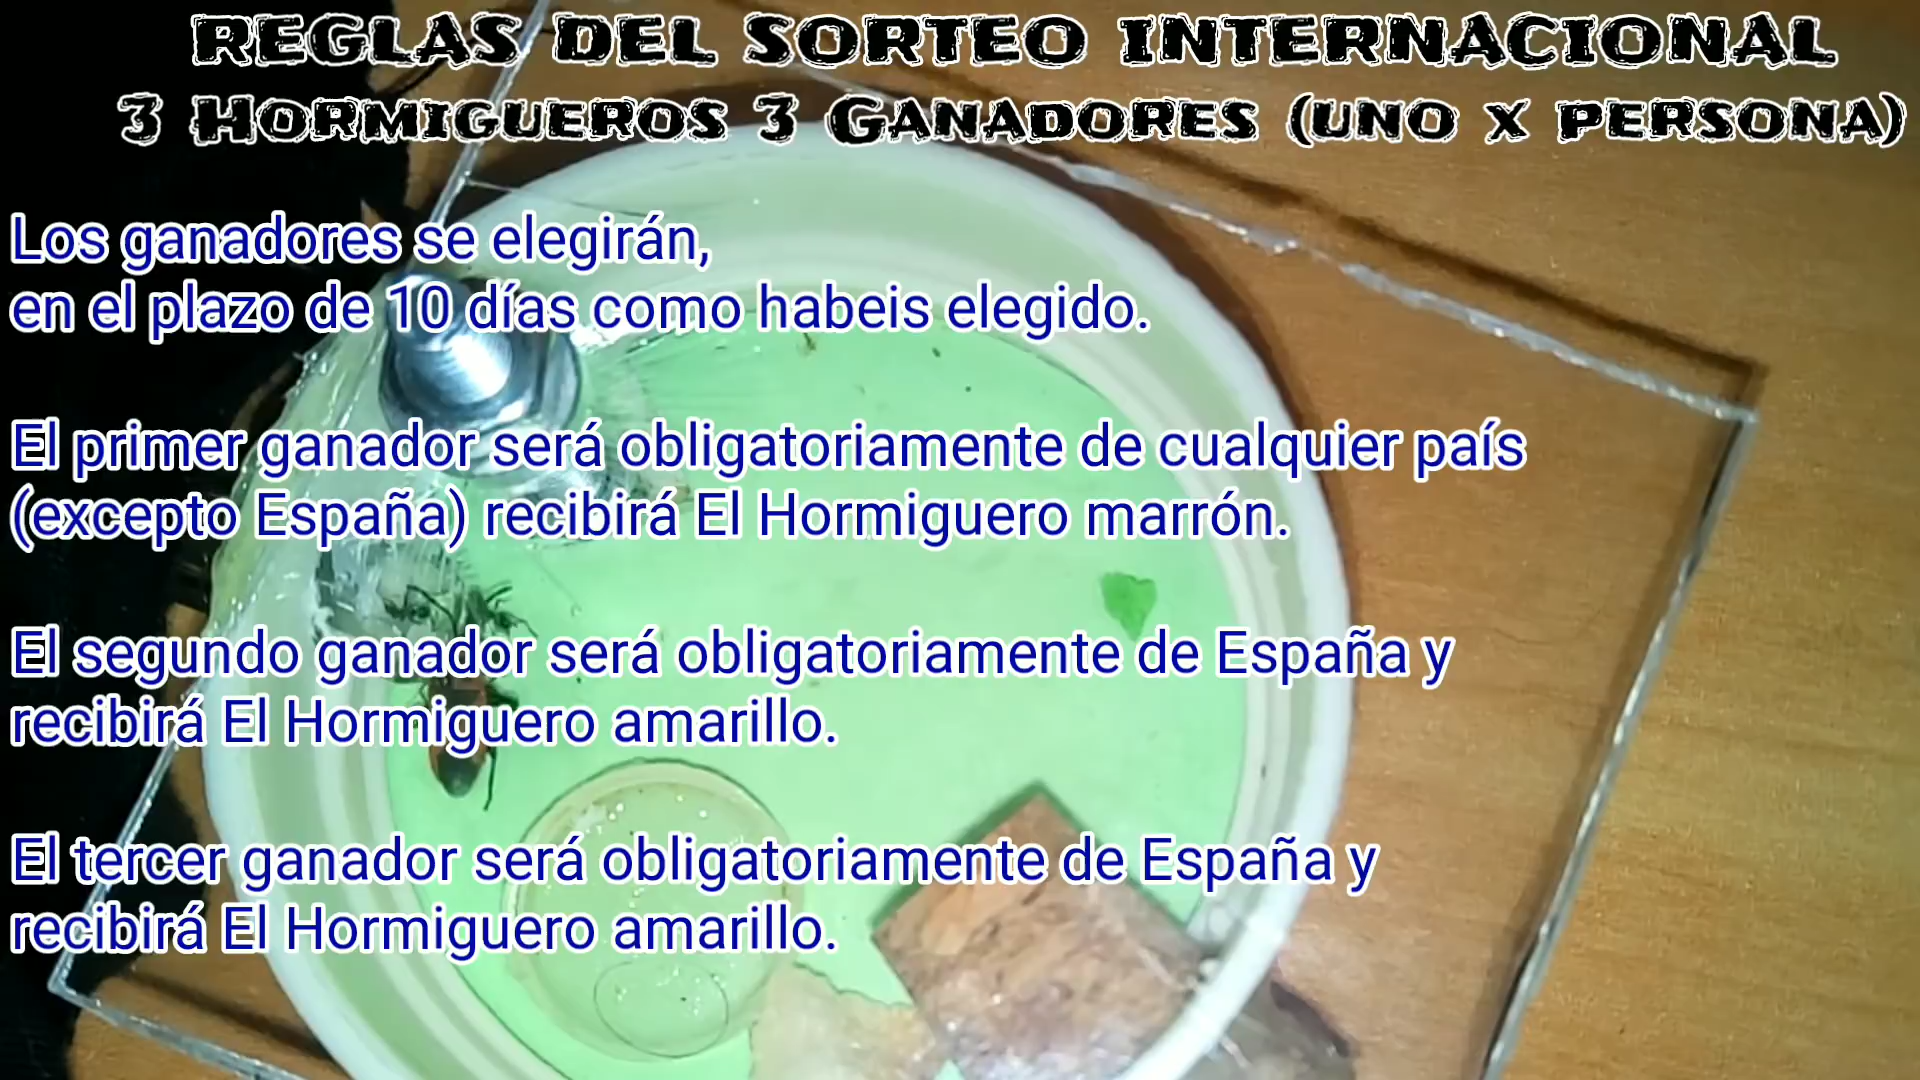 REGLAS DEL SORTEO INTERNACIONAL
3 HORMIGUEROS 3 GANADORES (UNO X PERSONA)
Los ganadores se elegirán,
en el plazo de 10 días como habeis elegido.
El primer ganador será obligatoriamente de cualquier país
(excepto España) recibirá El Hormiguero marrón.
El segundo ganador será obligatoriamente de España y
recibirá El Hormiguero amarillo.
El tercer ganador será obligatoriamente de España y
recibirá El Hormiguero amarillo.